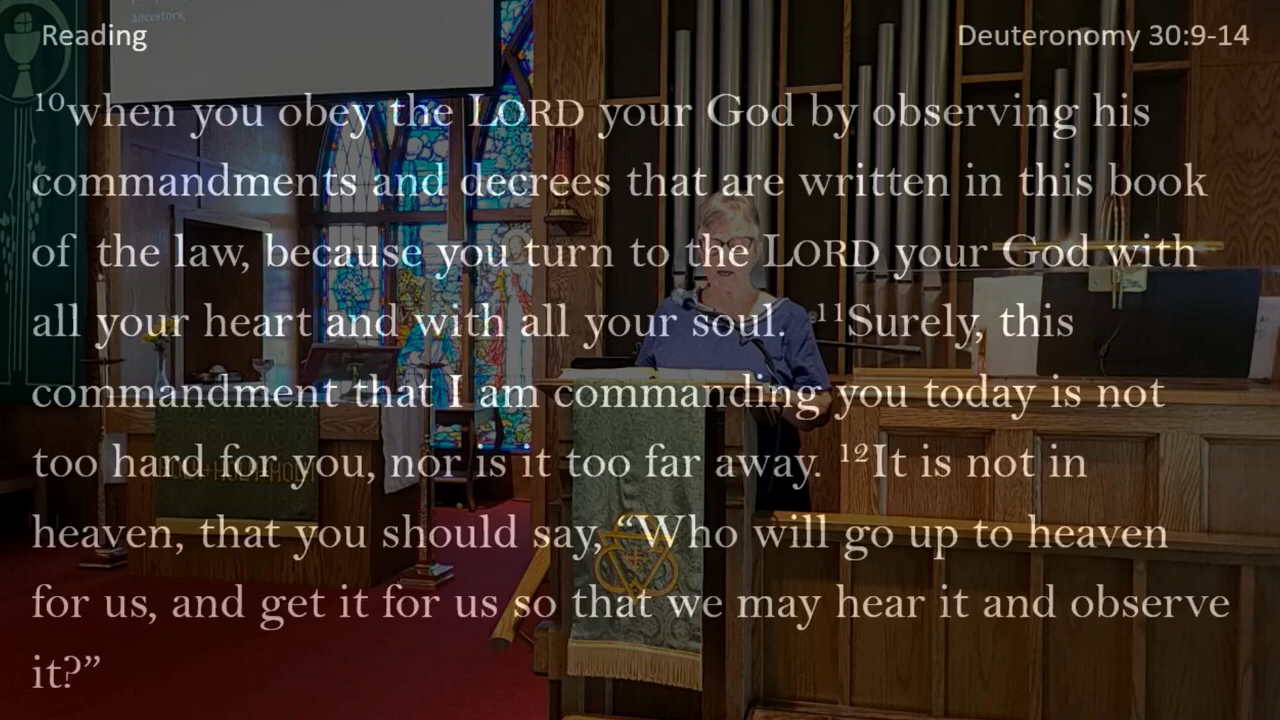 ancestors,
Reading
Deuteronomy 30:9-14
¹⁰when you obey the LORD your God by observing his
commandments and decrees that are written in this book
of the law, because you turn to the LORD your God with
all your heart and with all your soul. ¹¹Surely, this
commandment that I am commanding you today is not
too hard for you, nor is it too far away. ¹²It is not in
heaven, that you should say, “Who will go up to heaven
for us, and get it for us so that we may hear it and observe
it?”